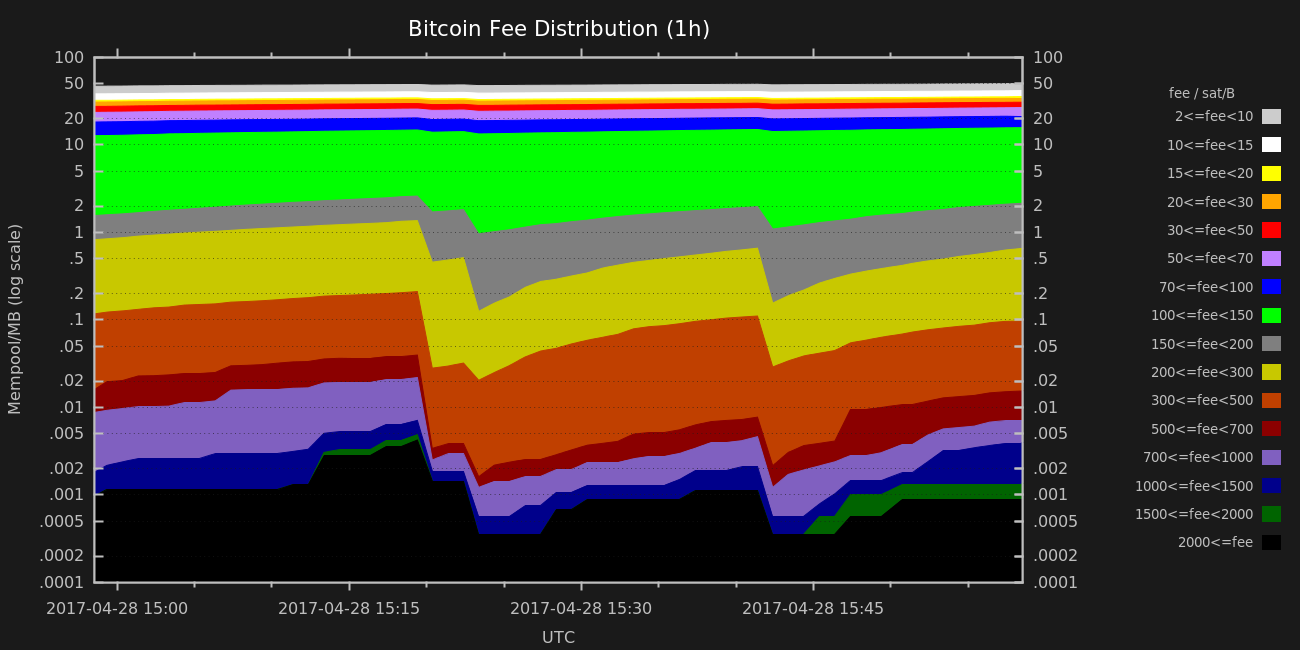 Bitcoin Fee Distribution (1h)
Mempool/MB (log scale)
100
50
20
10
5
2
1
.5
.2
.1
.05
.02
.01
.005
.002
.001
.0005
.0002
.0001
100
50
20
10
5
2
1
.5
.2
.1
.05
.02
.01
.005
.002
.001
.0005
.0002
.0001
2017-04-28 15:00 2017-04-28 15:15 2017-04-28 15:30 2017-04-28 15:45
UTC
fee / sat/B
2<=fee<10
10<=fee<15
15<=fee<20
20<=fee<30
30<=fee<50
50<=fee<70
70<=fee<100
100<=fee<150
150<=fee<200
200<=fee<300
300<=fee<500
500<=fee<700
700<=fee<1000
1000<=fee<1500
1500<=fee<2000
2000<=fee